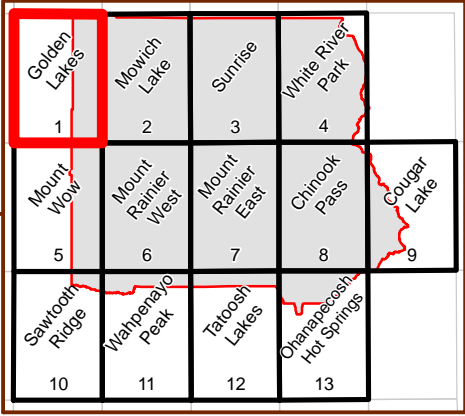 Golden
Lakes
1
Mowich
Lake
2
Sunrise
3
White River
Park
4
Mount
Wow
5
Mount
Rainier
West
6
Mount
Rainier
East
7
Chinook
Pass
8
Cougar
Lake
9
Sawtooth
Ridge
10
Wahpenayo
Peak
11
Tatoosh
Lakes
12
Ohanapecosh
Hot Springs
13